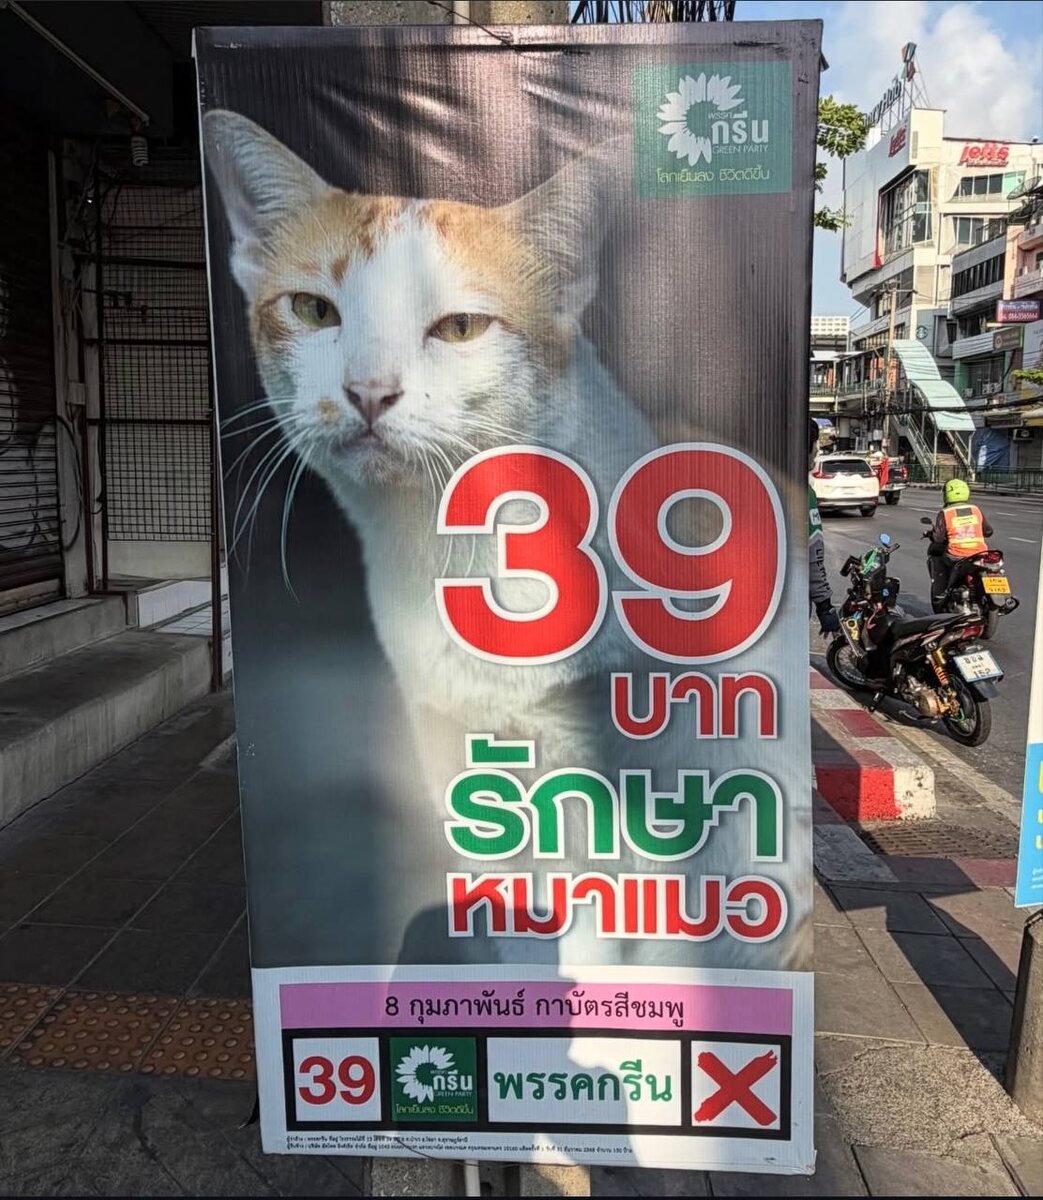 พรรค
กรีน
GREEN PARTY
โลกเย็นลง ชีวิตดีขึ้น
39
บาท
รักษา
หมาแมว
8 กุมภาพันธ์ กาบัตรสีชมพู
39
พรรค
กรีน
GREEN PARTY
โลกเย็นลง ชีวิตดีขึ้น
พรรคกรีน
jetts
jetts